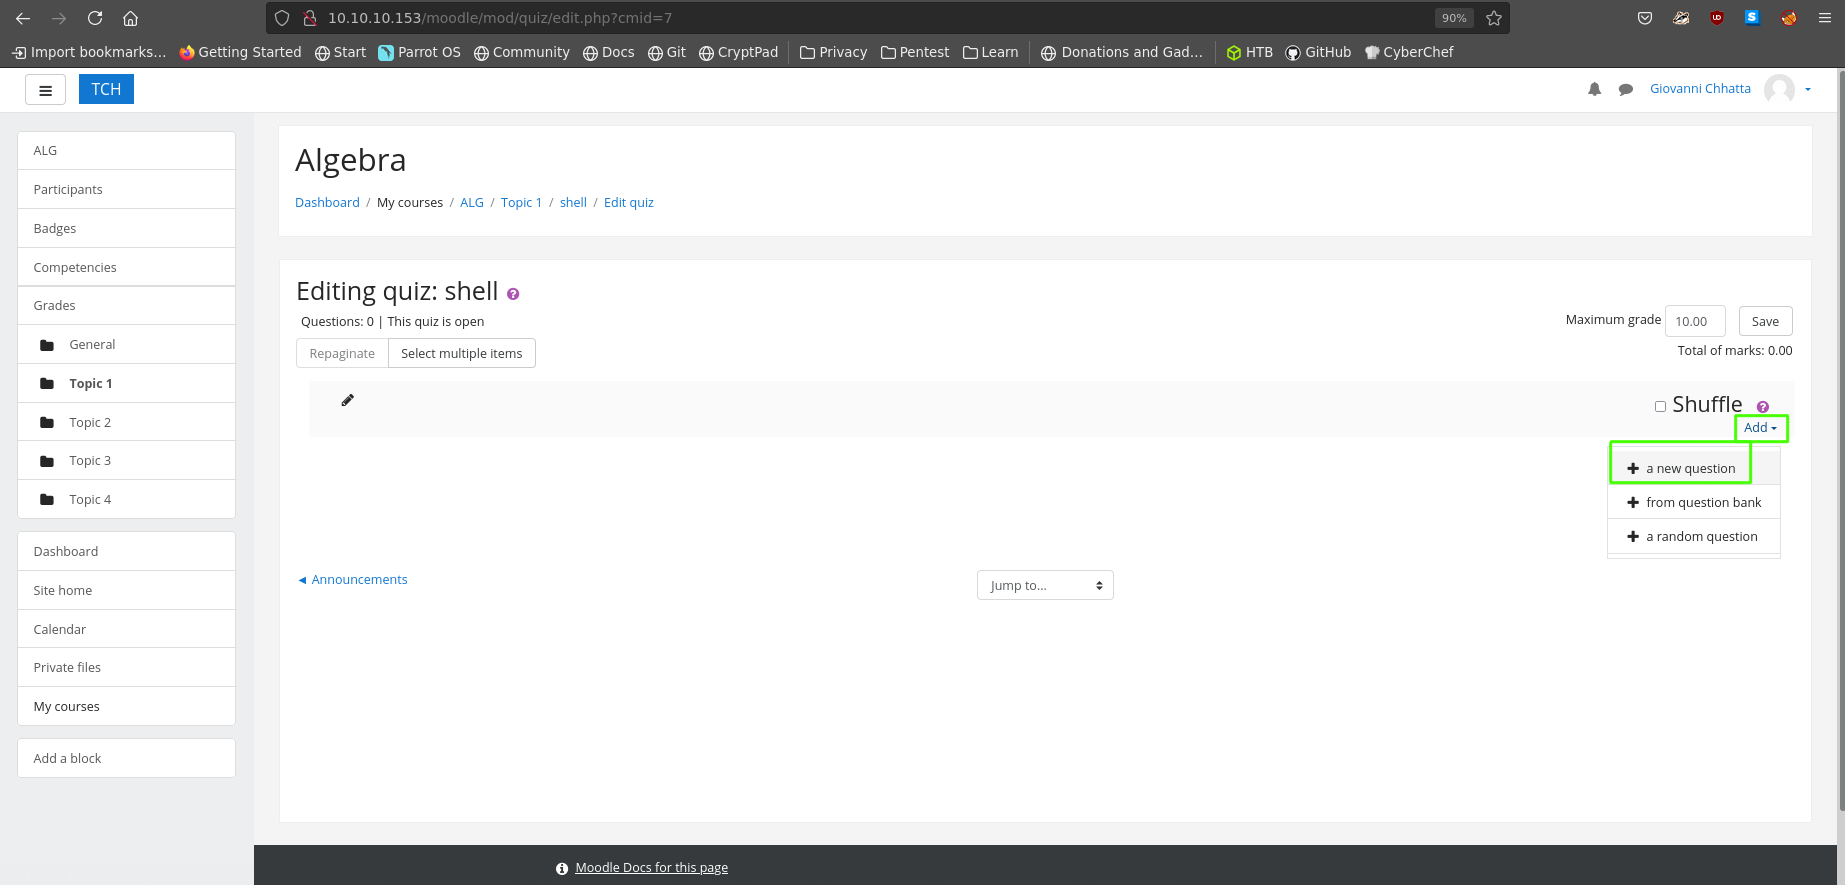 10.10.10.153/moodle/mod/quiz/edit.php?cmid=7
90%
Import bookmarks... Getting Started Start Parrot OS Community Docs Git CryptPad Privacy Pentest Learn Donations and Gad... HTB GitHub CyberChef
TCH
Giovanni Chhatta
ALG
Participants
Badges
Competencies
Grades
General
Topic 1
Topic 2
Topic 3
Topic 4
Dashboard
Site home
Calendar
Private files
My courses
Add a block
Algebra
Dashboard / My courses / ALG / Topic 1 / shell / Edit quiz
Editing quiz: shell
Questions: 0 | This quiz is open
Maximum grade 10.00 Save
Repaginate Select multiple items
Total of marks: 0.00
Shuffle
Add
a new question
from question bank
a random question
◄ Announcements
Jump to...
Moodle Docs for this page